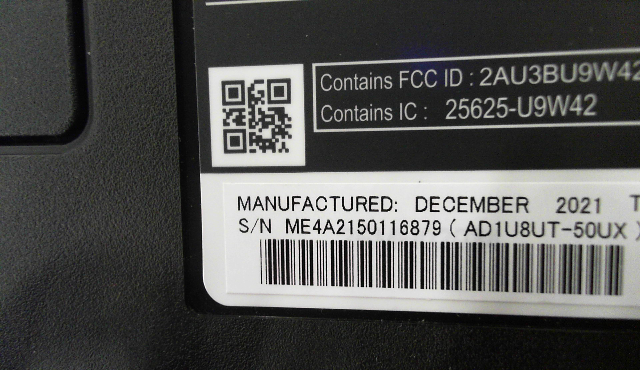 Contains FCC ID : 2AU3BU9W42
Contains IC : 25625-U9W42
MANUFACTURED: DECEMBER 2021 T
S/N ME4A2150116879 ( AD1U8UT-50UX )